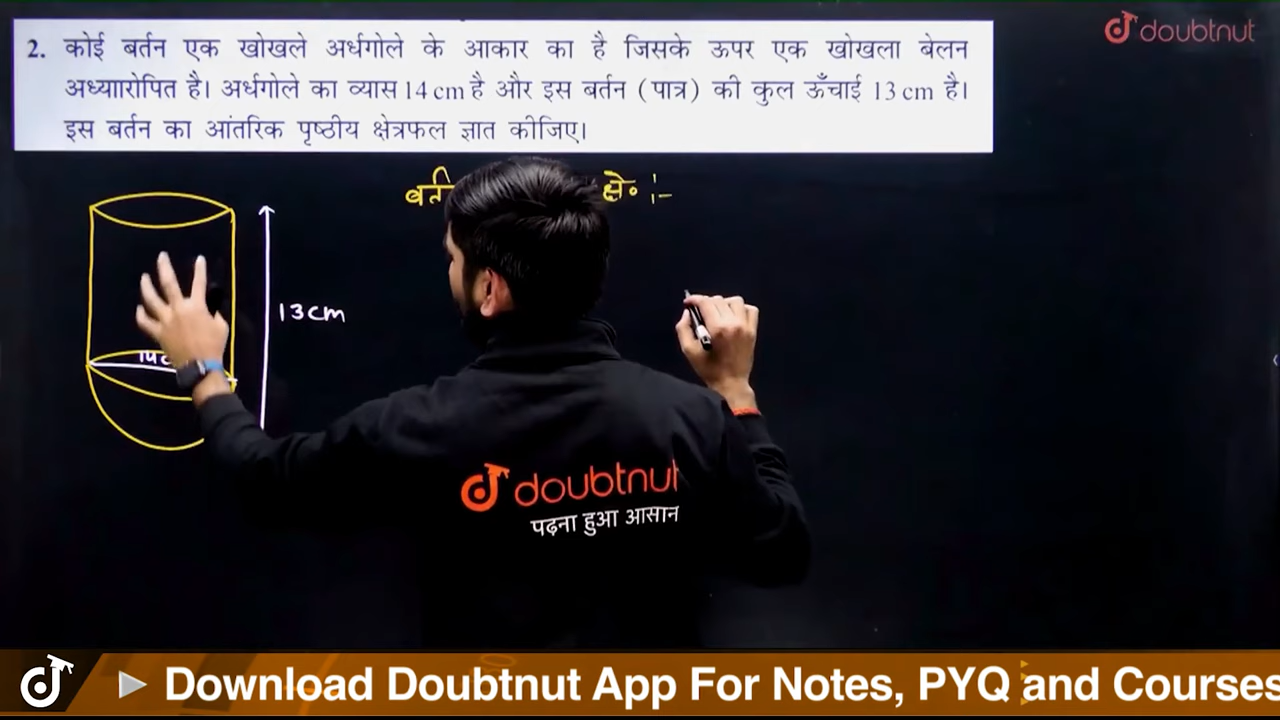 2. कोई बर्तन एक खोखले अर्धगोले के आकार का है जिसके ऊपर एक खोखला बेलन
अध्याारोपित है। अर्धगोले का व्यास 14 cm है और इस बर्तन (पात्र) की कुल ऊँचाई 13 cm है।
इस बर्तन का आंतरिक पृष्ठीय क्षेत्रफल ज्ञात कीजिए।
doubtnut
क्षे॰ :-
13cm
doubtnut
पढ़ना हुआ आसान
Download Doubtnut App For Notes, PYQ and Courses